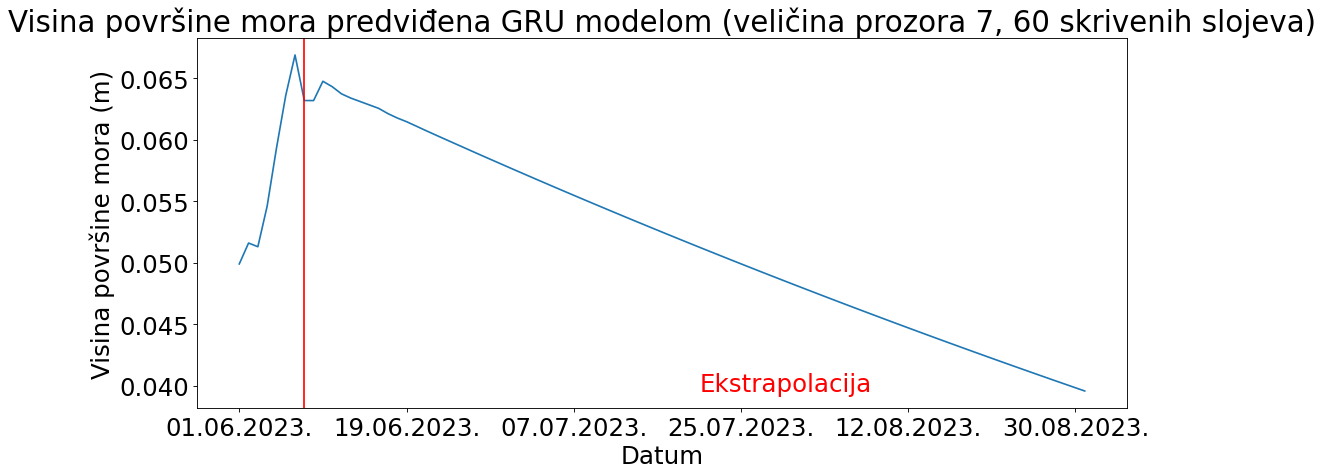 Visina površine mora predviđena GRU modelom (veličina prozora 7, 60 skrivenih slojeva)
Visina površine mora (m)
0.065
0.060
0.055
0.050
0.045
0.040
Ekstrapolacija
01.06.2023. 19.06.2023. 07.07.2023. 25.07.2023. 12.08.2023. 30.08.2023.
Datum